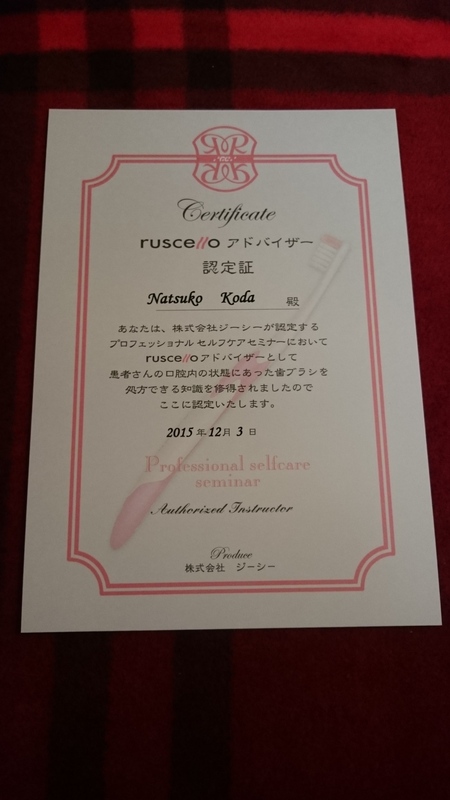 Certificate
ruscello アドバイザー
認定証
Natsuko Koda 殿
あなたは、株式会社ジーシーが認定する
プロフェッショナル セルフケアセミナーにおいて
ruscelloアドバイザーとして
患者さんの口腔内の状態にあった歯ブラシを
処方できる知識を修得されましたので
ここに認定いたします。
2015年12月 3日
Professional selfcare
seminar
Authorized Instructor
Produce
株式会社 ジーシー